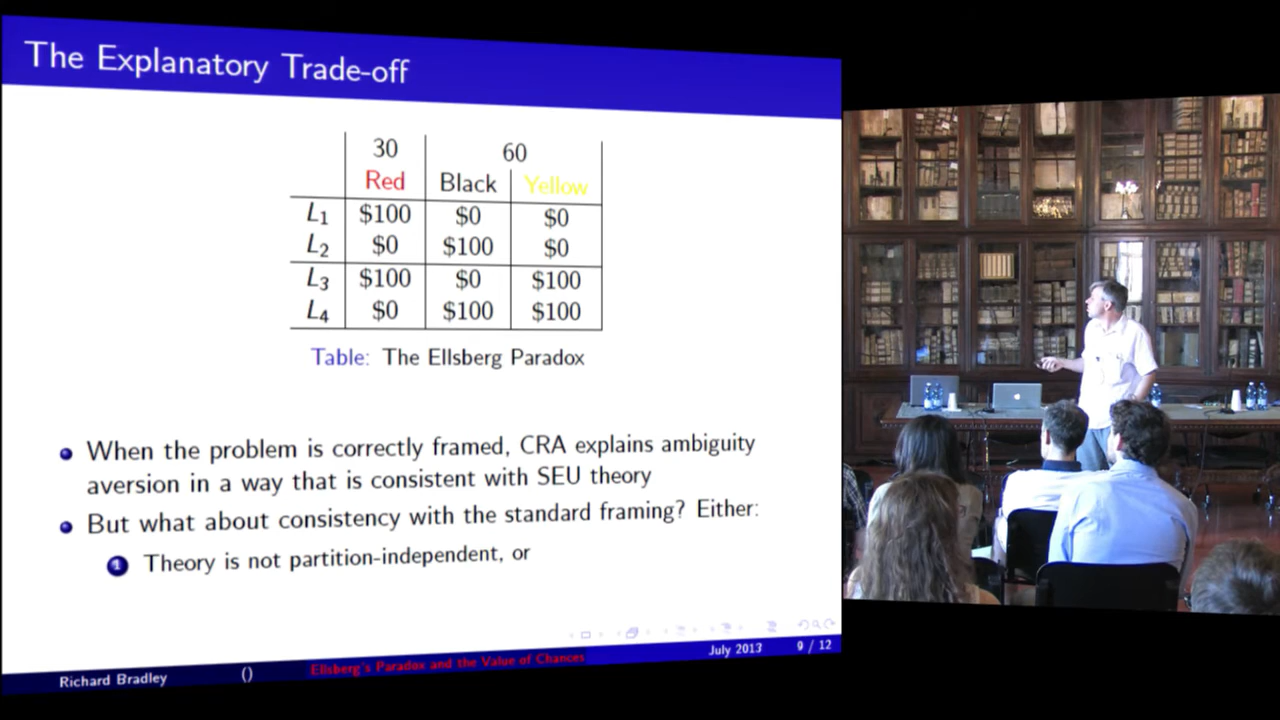 The Explanatory Trade-off
30 60
Red Black Yellow
L1 $100 $0 $0
L2 $0 $100 $0
L3 $100 $0 $100
L4 $0 $100 $100
Table: The Ellsberg Paradox
When the problem is correctly framed, CRA explains ambiguity
aversion in a way that is consistent with SEU theory
But what about consistency with the standard framing? Either:
1 Theory is not partition-independent, or
Richard Bradley () Ellsberg's Paradox and the Value of Chances July 2013 9 / 12